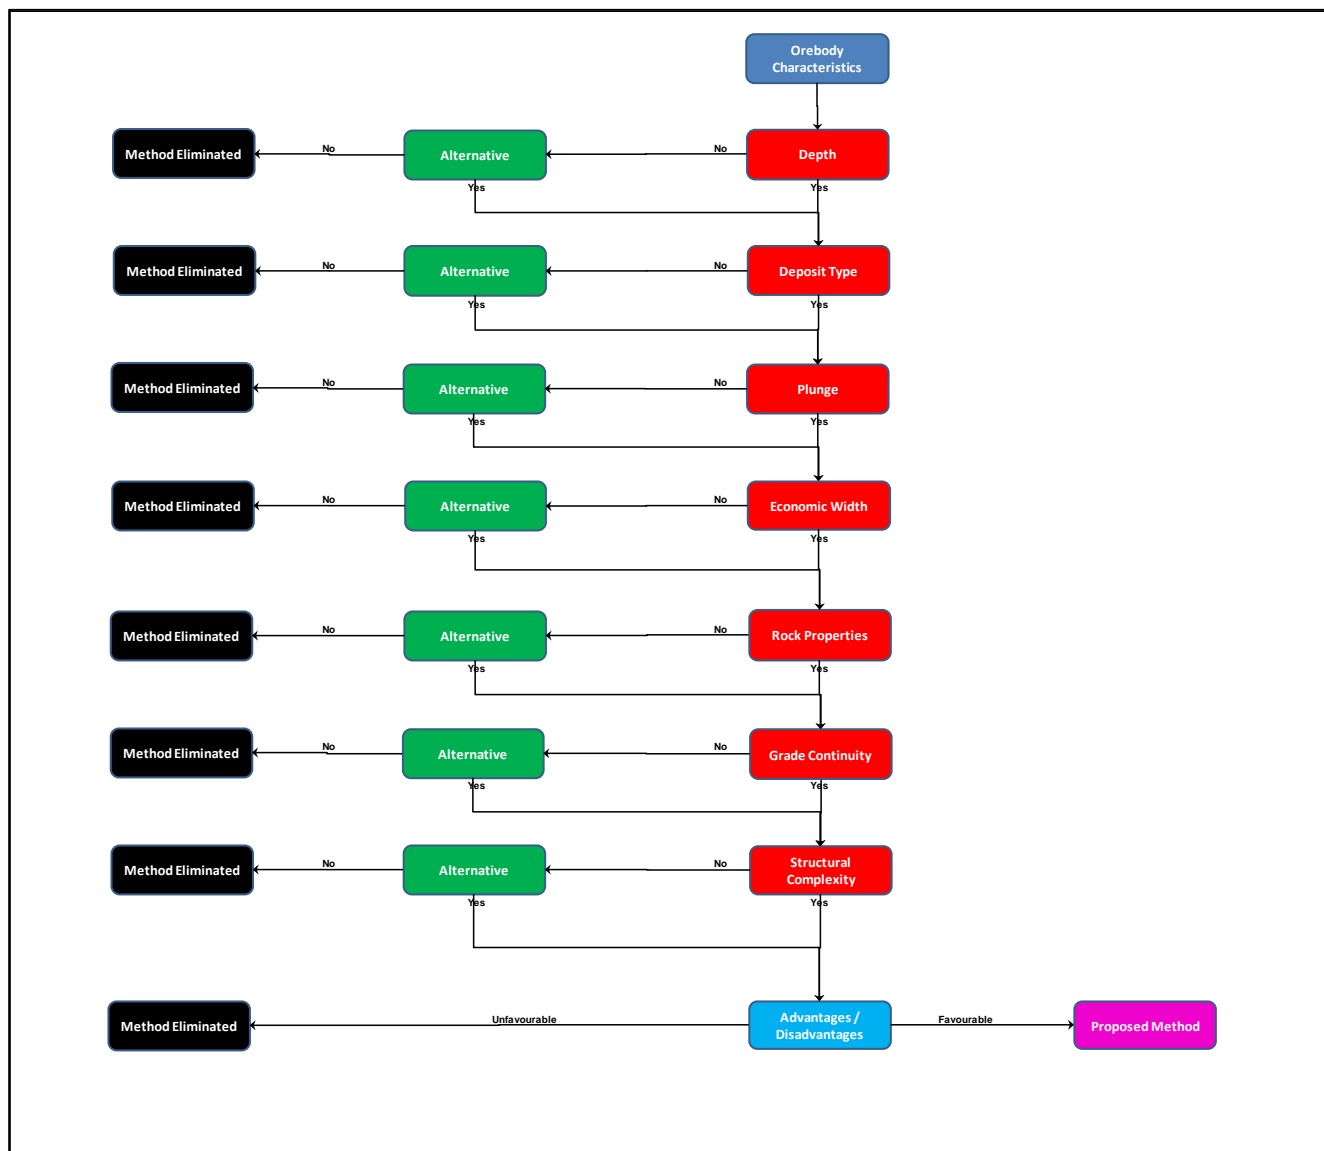 Orebody
Characteristics
Method Eliminated
No
Alternative
No
Depth
Yes
Yes
Method Eliminated
No
Alternative
No
Deposit Type
Yes
Yes
Method Eliminated
No
Alternative
No
Plunge
Yes
Yes
Method Eliminated
No
Alternative
No
Economic Width
Yes
Yes
Method Eliminated
No
Alternative
No
Rock Properties
Yes
Yes
Method Eliminated
No
Alternative
No
Grade Continuity
Yes
Yes
Method Eliminated
No
Alternative
No
Structural
Complexity
Yes
Yes
Method Eliminated
Unfavourable
Advantages /
Disadvantages
Favourable
Proposed Method